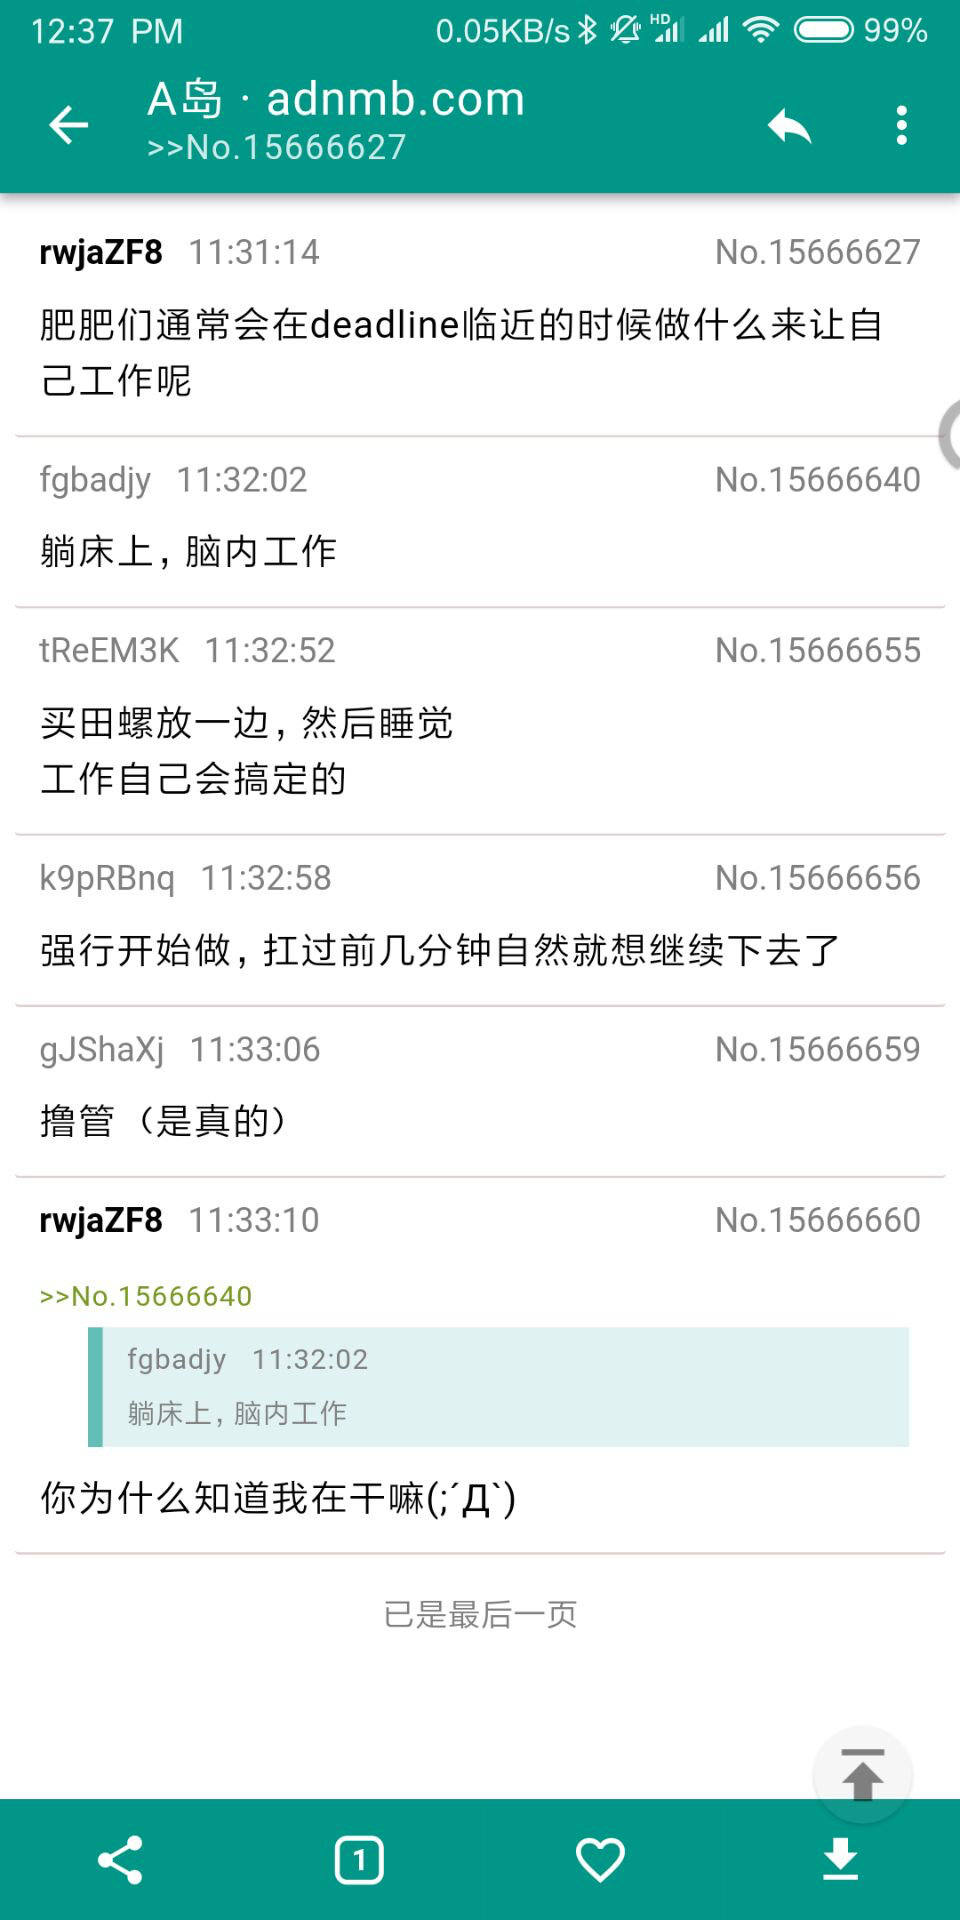 12:37 PM 0.05KB/s HD 99%
A岛 · adnmb.com
>>No.15666627
rwjaZF8 11:31:14 No.15666627
肥肥们通常会在deadline临近的时候做什么来让自
己工作呢
fgbadjy 11:32:02 No.15666640
躺床上，脑内工作
tReEM3K 11:32:52 No.15666655
买田螺放一边，然后睡觉
工作自己会搞定的
k9pRBnq 11:32:58 No.15666656
强行开始做，扛过前几分钟自然就想继续下去了
gJShaXj 11:33:06 No.15666659
撸管（是真的）
rwjaZF8 11:33:10 No.15666660
>>No.15666640
fgbadjy 11:32:02
躺床上，脑内工作
你为什么知道我在干嘛(;´Д`)
已是最后一页
1